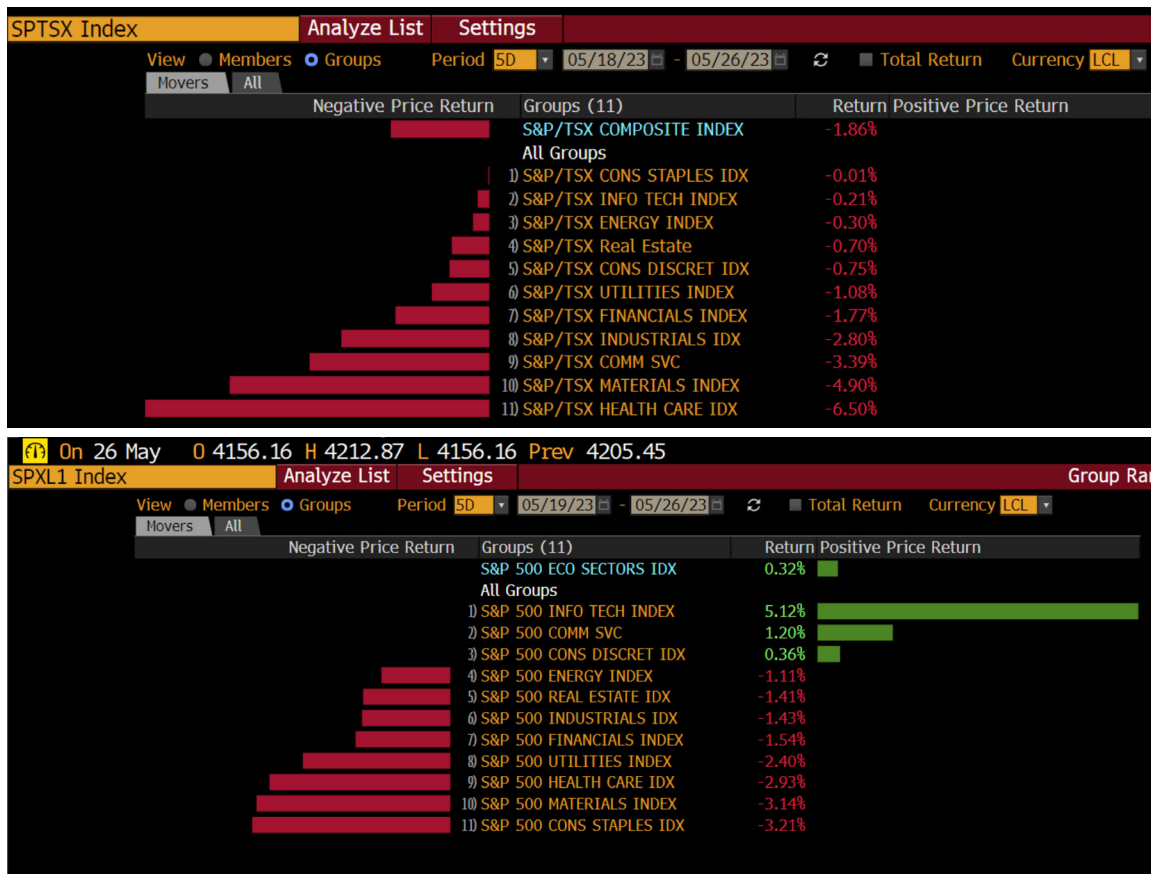 SPTSX Index Analyze List Settings
View Members Groups Period 5D 05/18/23 - 05/26/23 Total Return Currency LCL
Movers All
Negative Price Return Groups (11) Return Positive Price Return
S&P/TSX COMPOSITE INDEX -1.86%
All Groups
1) S&P/TSX CONS STAPLES IDX -0.01%
2) S&P/TSX INFO TECH INDEX -0.21%
3) S&P/TSX ENERGY INDEX -0.30%
4) S&P/TSX Real Estate -0.70%
5) S&P/TSX CONS DISCRET IDX -0.75%
6) S&P/TSX UTILITIES INDEX -1.08%
7) S&P/TSX FINANCIALS INDEX -1.77%
8) S&P/TSX INDUSTRIALS IDX -2.80%
9) S&P/TSX COMM SVC -3.39%
10) S&P/TSX MATERIALS INDEX -4.90%
11) S&P/TSX HEALTH CARE IDX -6.50%
On 26 May O 4156.16 H 4212.87 L 4156.16 Prev 4205.45
SPXL1 Index Analyze List Settings Group Ran
View Members Groups Period 5D 05/19/23 - 05/26/23 Total Return Currency LCL
Movers All
Negative Price Return Groups (11) Return Positive Price Return
S&P 500 ECO SECTORS IDX 0.32%
All Groups
1) S&P 500 INFO TECH INDEX 5.12%
2) S&P 500 COMM SVC 1.20%
3) S&P 500 CONS DISCRET IDX 0.36%
4) S&P 500 ENERGY INDEX -1.11%
5) S&P 500 REAL ESTATE IDX -1.41%
6) S&P 500 INDUSTRIALS IDX -1.43%
7) S&P 500 FINANCIALS INDEX -1.54%
8) S&P 500 UTILITIES INDEX -2.40%
9) S&P 500 HEALTH CARE IDX -2.93%
10) S&P 500 MATERIALS INDEX -3.14%
11) S&P 500 CONS STAPLES IDX -3.21%